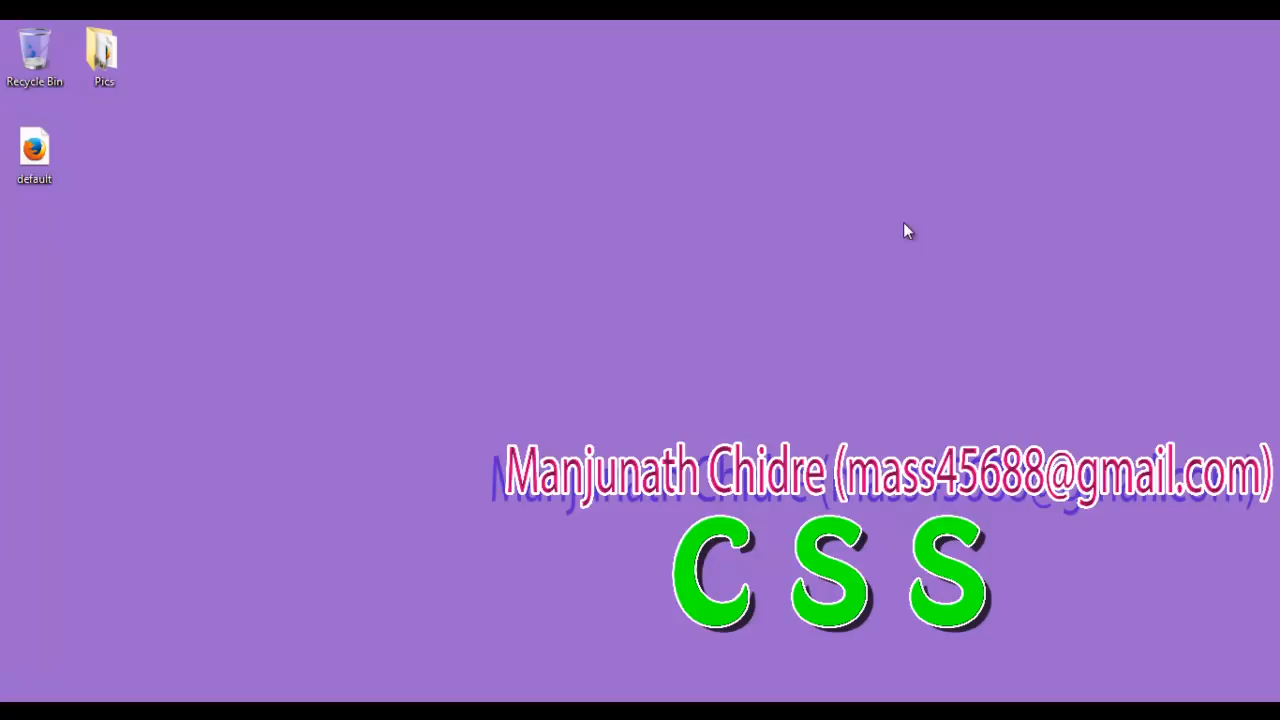 Recycle Bin
Pics
default
Manjunath Chidre (mass45688@gmail.com)
C S S